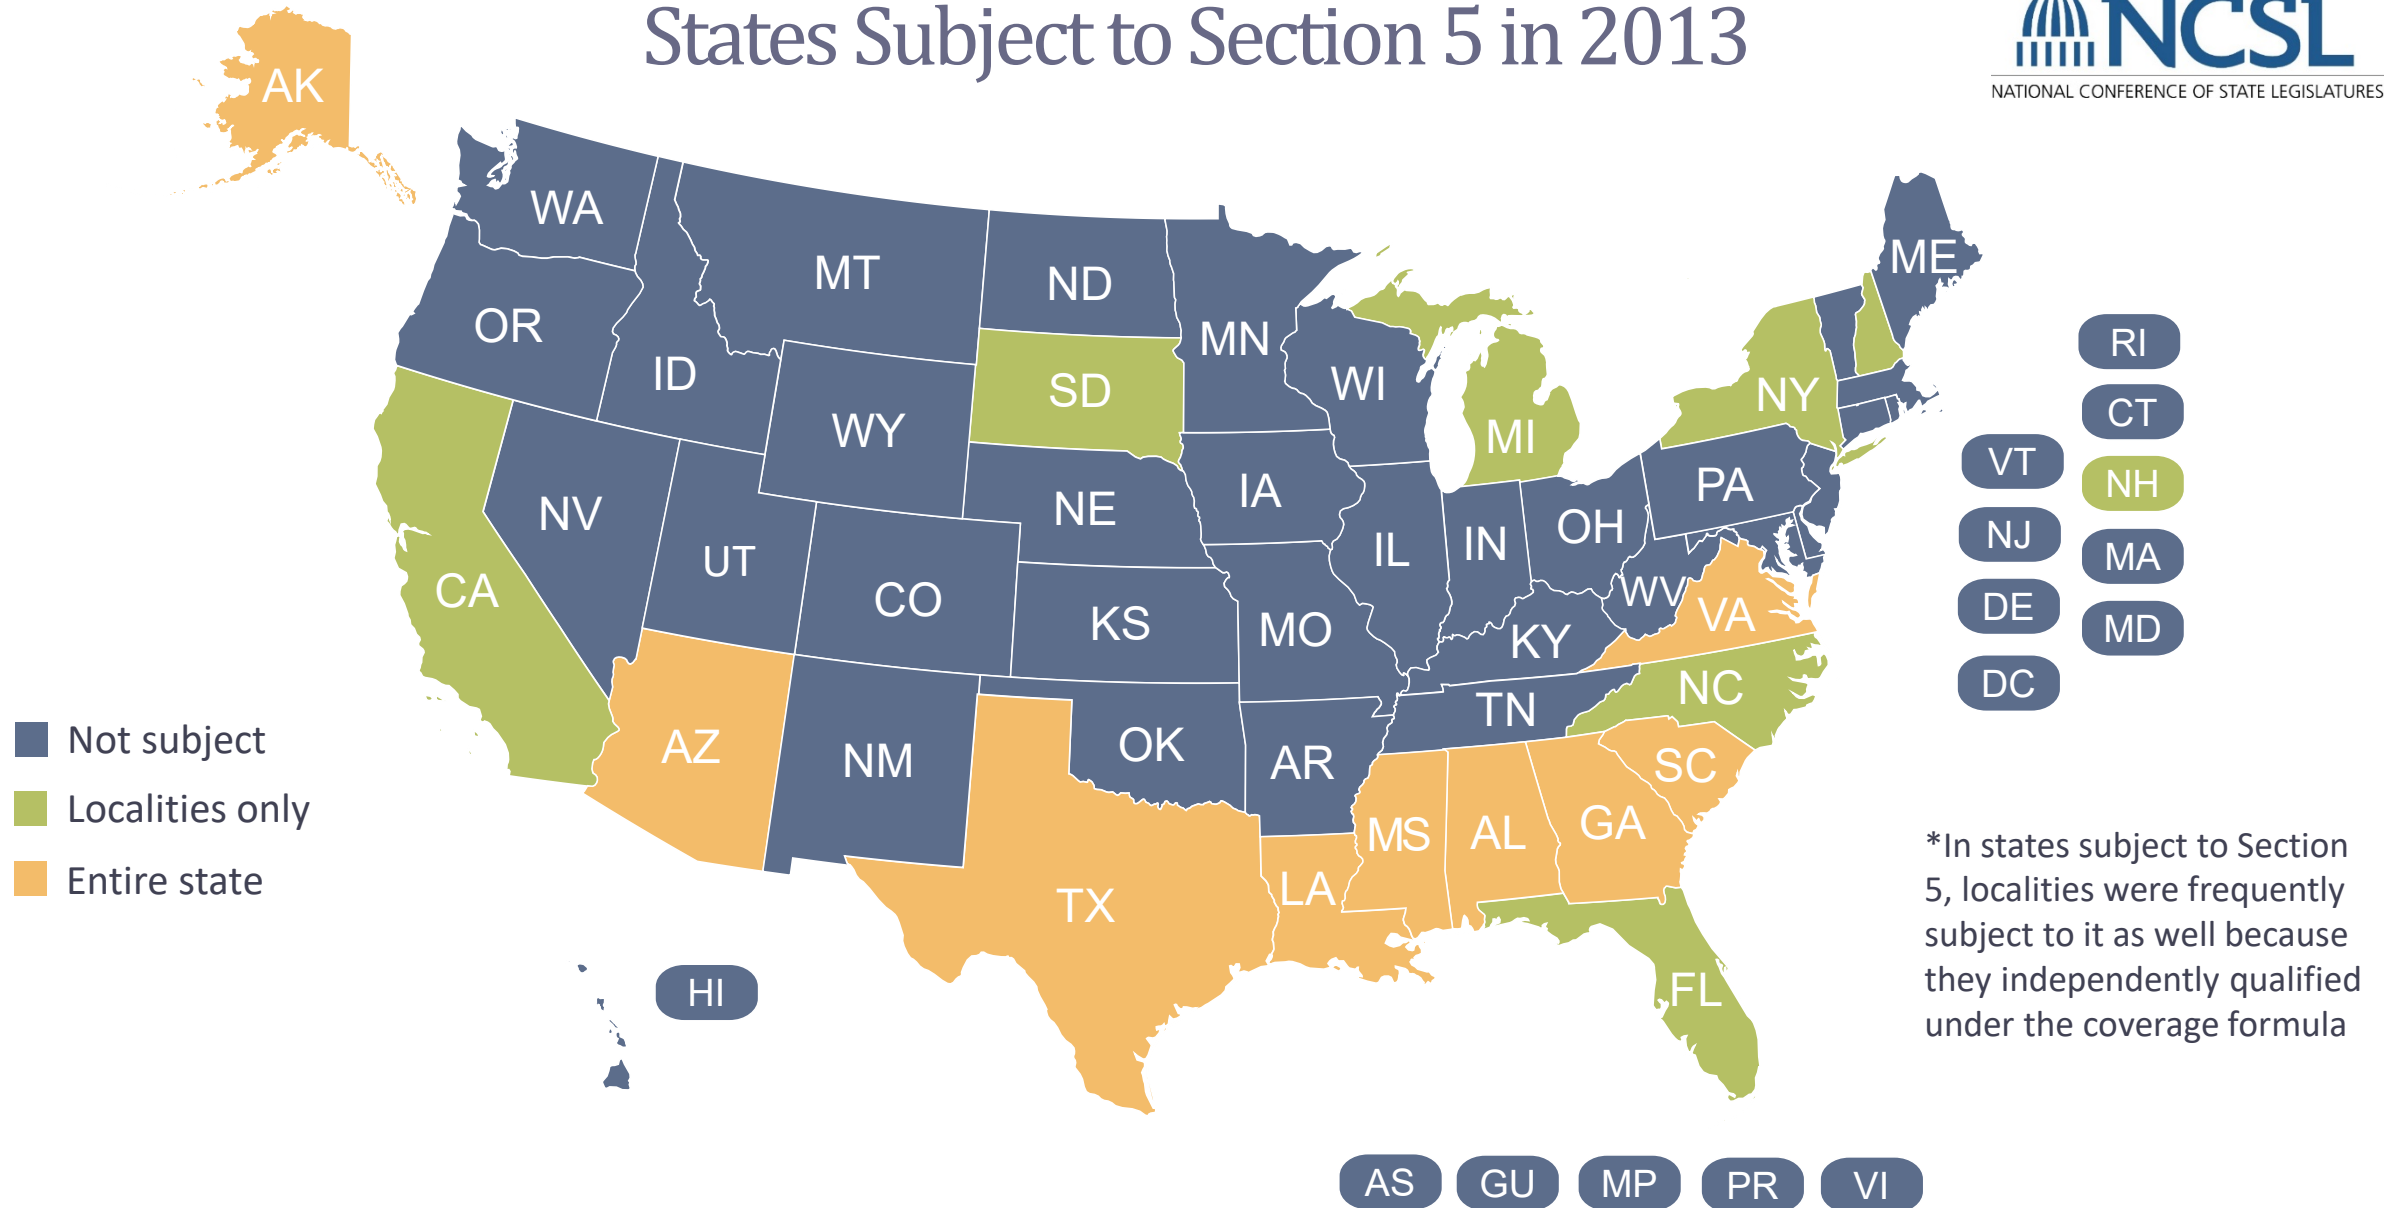 States Subject to Section 5 in 2013
NCSL
NATIONAL CONFERENCE OF STATE LEGISLATURES
AK
WA
MT
ND
MN
ME
OR
ID
WY
SD
WI
MI
NY
RI
CT
VT
NH
NV
UT
CO
NE
IA
IL
IN
OH
PA
NJ
MA
CA
KS
MO
KY
WV
VA
DE
MD
DC
AZ
NM
OK
AR
TN
NC
SC
TX
LA
MS
AL
GA
FL
Not subject
Localities only
Entire state
*In states subject to Section
5, localities were frequently
subject to it as well because
they independently qualified
under the coverage formula
HI
AS
GU
MP
PR
VI